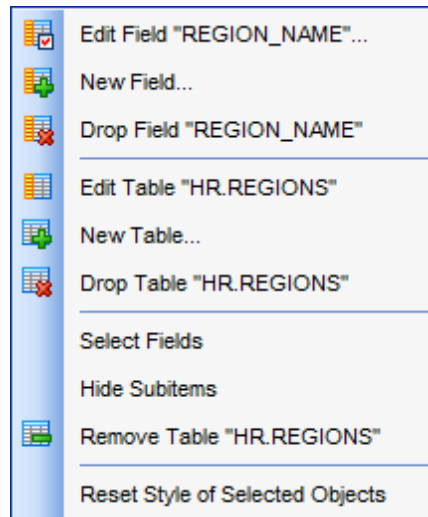 Edit Field "REGION_NAME"...
New Field...
Drop Field "REGION_NAME"
Edit Table "HR.REGIONS"
New Table...
Drop Table "HR.REGIONS"
Select Fields
Hide Subitems
Remove Table "HR.REGIONS"
Reset Style of Selected Objects